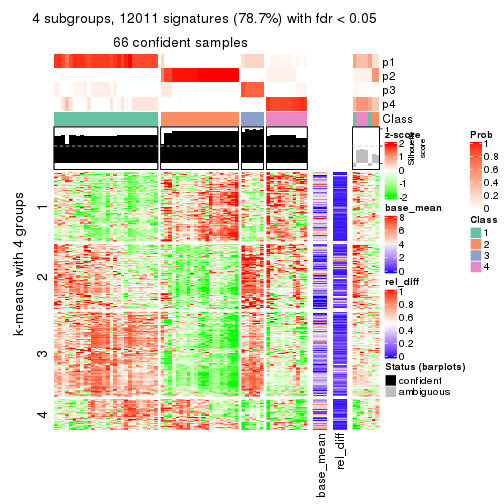 4 subgroups, 12011 signatures (78.7%) with fdr < 0.05
66 confident samples
p1
p2
p3
p4
Class
1
Silhouette
score
k-means with 4 groups
1
2
3
4
base_mean
rel_diff
z-score
2
1
0
-1
-2
base_mean
8
6
4
2
0
rel_diff
1
0.8
0.6
0.4
0.2
0
Status (barplots)
confident
ambiguous
Prob
1
0.8
0.6
0.4
0.2
0
Class
1
2
3
4